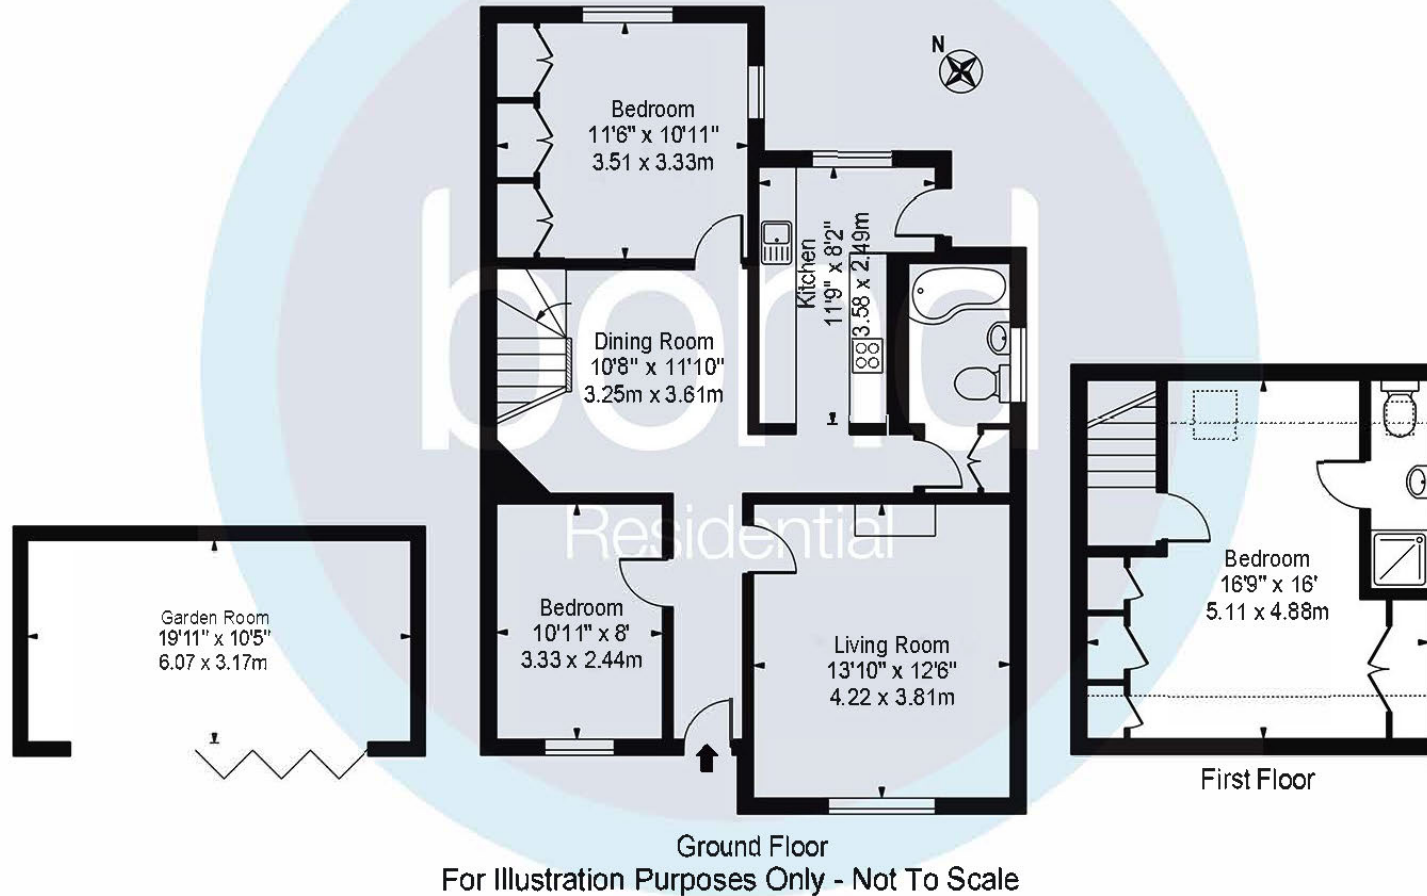 N
Bedroom
11'6" x 10'11"
3.51 x 3.33m
Kitchen
11'9" x 8'2"
3.58 x 2.49m
Dining Room
10'8" x 11'10"
3.25m x 3.61m
bond
Residential
Bedroom
10'11" x 8'
3.33 x 2.44m
Living Room
13'10" x 12'6"
4.22 x 3.81m
Garden Room
19'11" x 10'5"
6.07 x 3.17m
Bedroom
16'9" x 16'
5.11 x 4.88m
First Floor
Ground Floor
For Illustration Purposes Only - Not To Scale